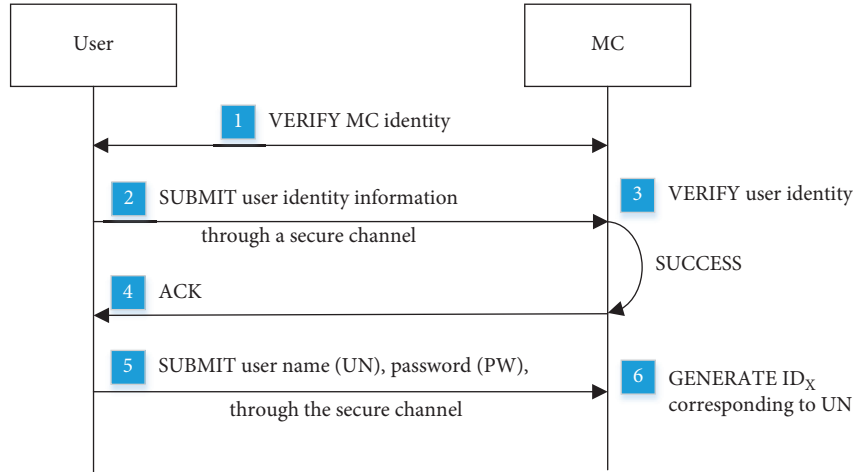 User
MC
1 VERIFY MC identity
2 SUBMIT user identity information
through a secure channel
3 VERIFY user identity
SUCCESS
4 ACK
5 SUBMIT user name (UN), password (PW),
through the secure channel
6 GENERATE IDX
corresponding to UN